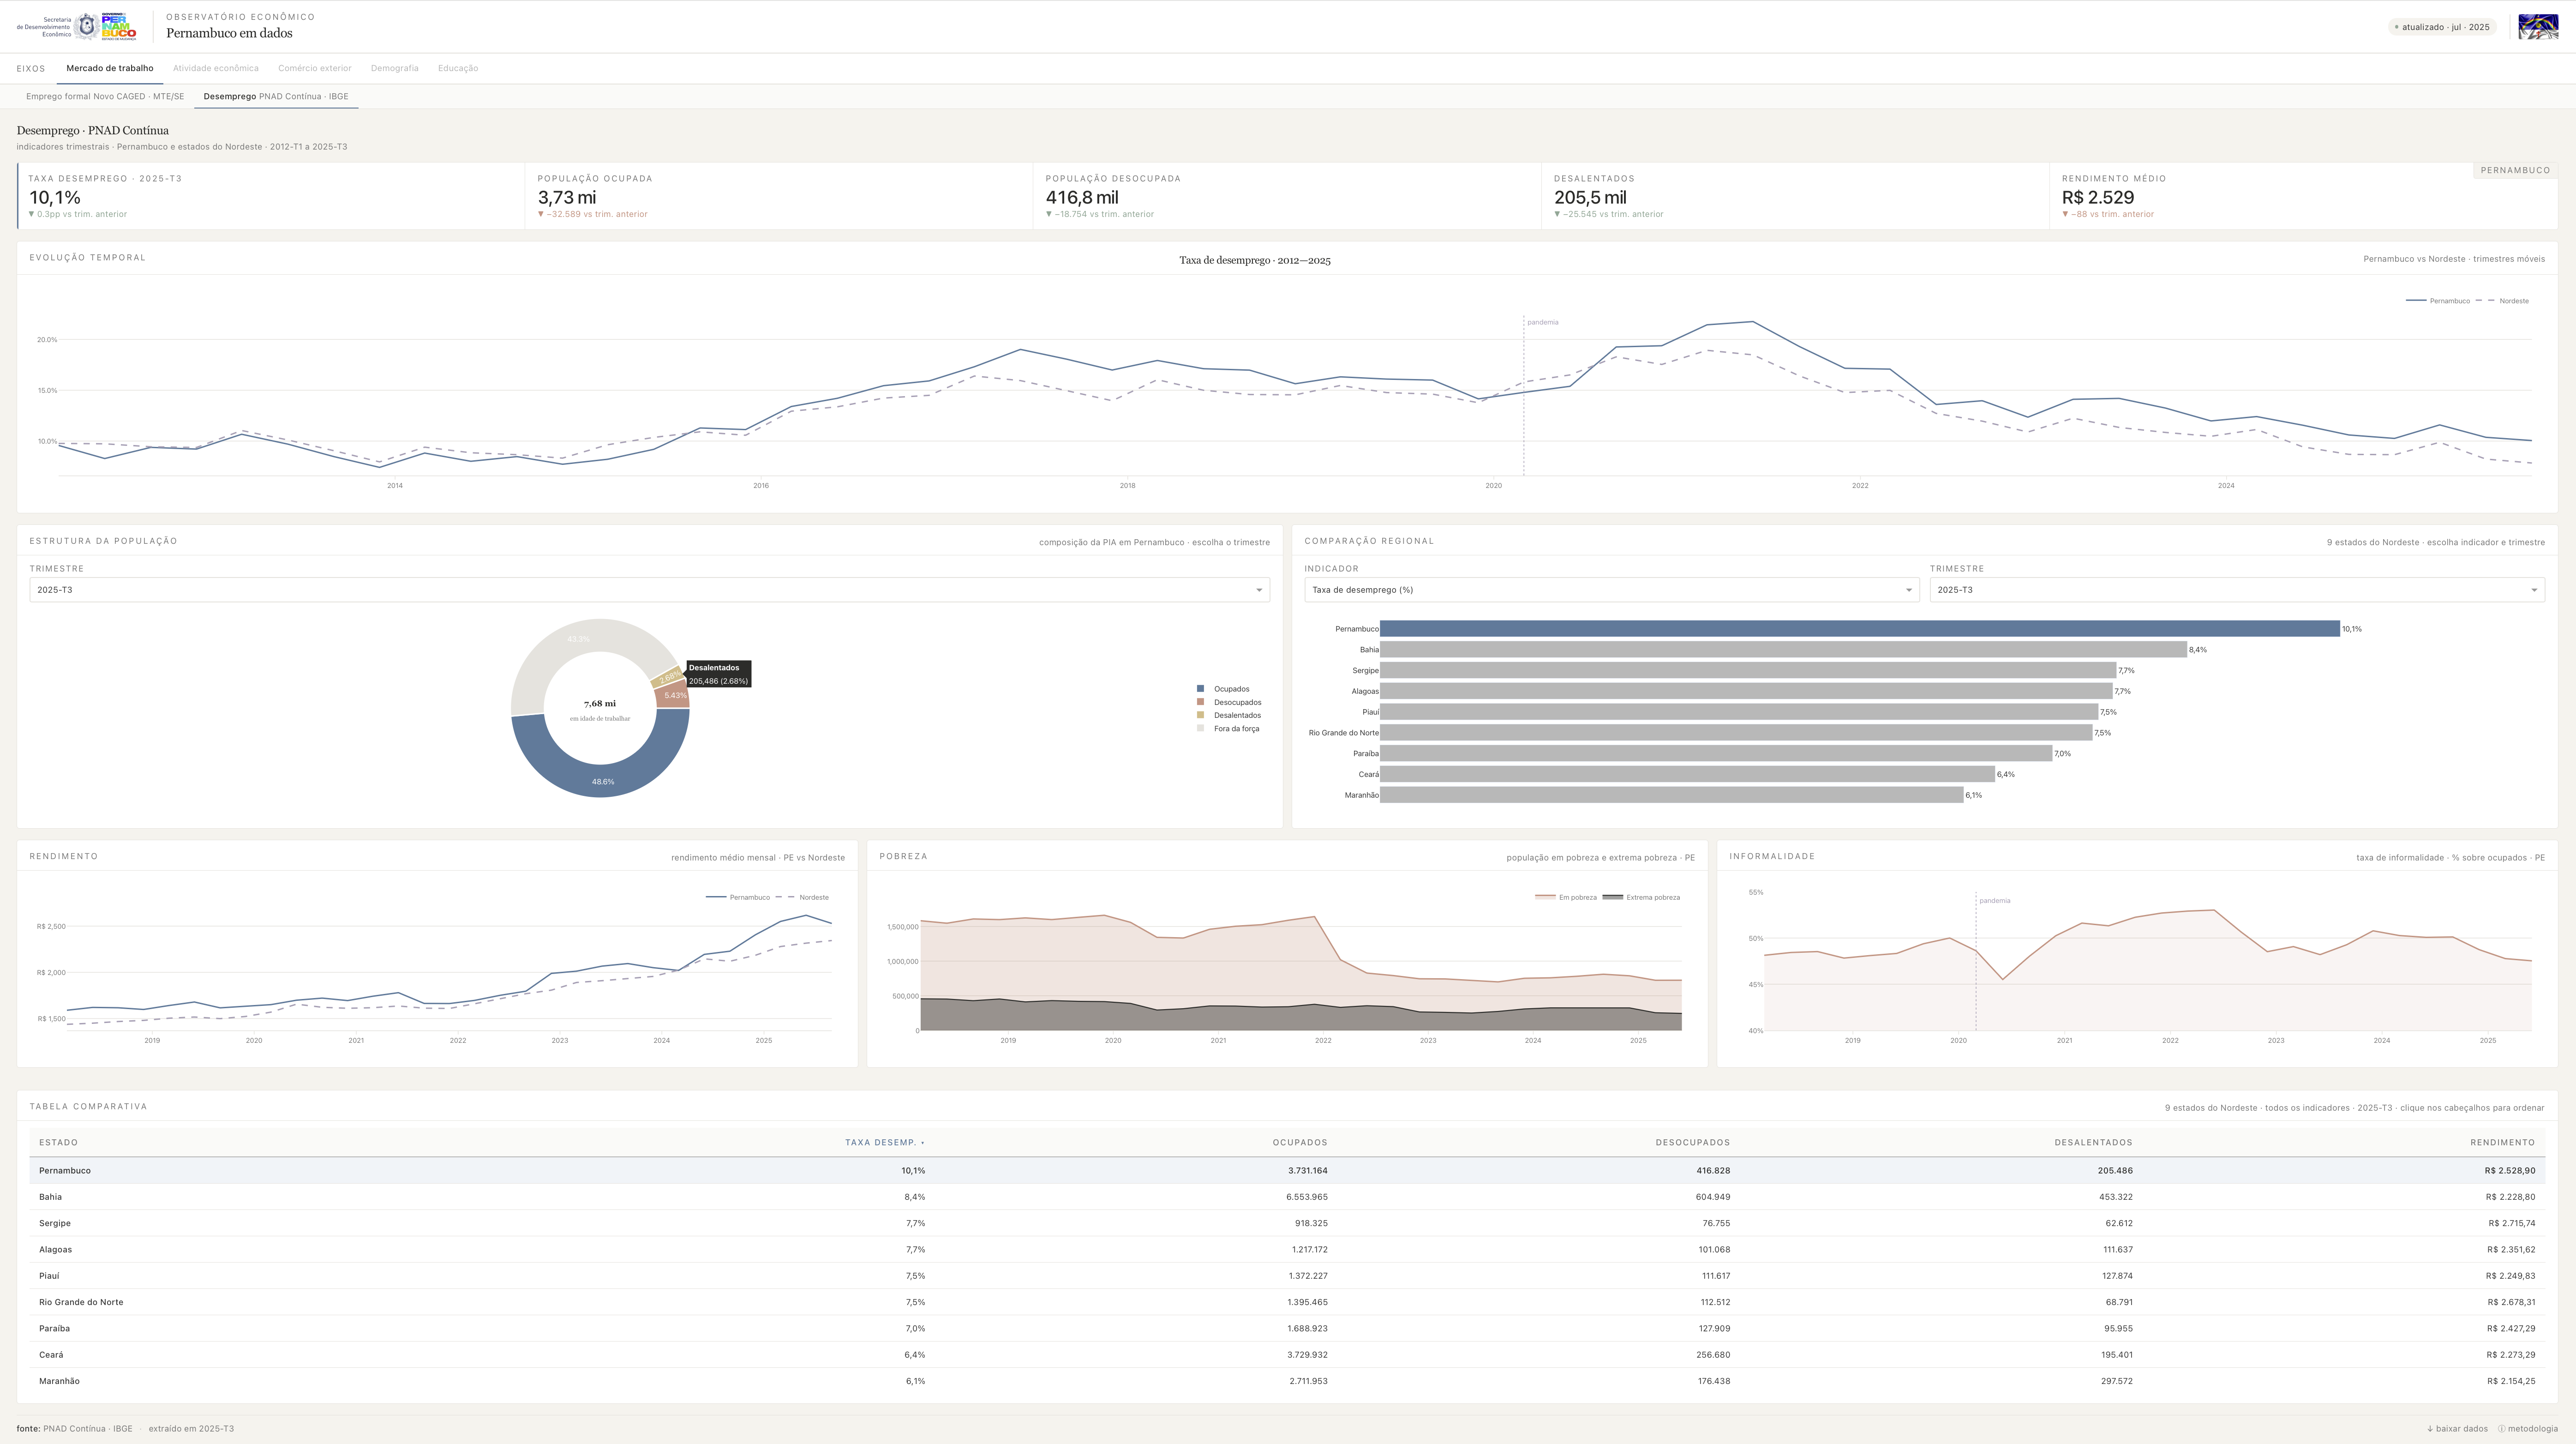 Secretaria
de Desenvolvimento
Econômico
GOVERNO DE
PER
NAM
BUCO
ESTADO DE MUDANÇA
OBSERVATÓRIO ECONÔMICO
Pernambuco em dados
atualizado · jul · 2025
EIXOS
Mercado de trabalho
Atividade econômica
Comércio exterior
Demografia
Educação
Emprego formal Novo CAGED · MTE/SE
Desemprego PNAD Contínua · IBGE
Desemprego · PNAD Contínua
indicadores trimestrais · Pernambuco e estados do Nordeste · 2012-T1 a 2025-T3
PERNAMBUCO
TAXA DESEMPREGO · 2025-T3
10,1%
▼ 0.3pp vs trim. anterior
POPULAÇÃO OCUPADA
3,73 mi
▼ −32.589 vs trim. anterior
POPULAÇÃO DESOCUPADA
416,8 mil
▼ −18.754 vs trim. anterior
DESALENTADOS
205,5 mil
▼ −25.545 vs trim. anterior
RENDIMENTO MÉDIO
R$ 2.529
▼ −88 vs trim. anterior
EVOLUÇÃO TEMPORAL
Taxa de desemprego · 2012—2025
Pernambuco vs Nordeste · trimestres móveis
Pernambuco
Nordeste
pandemia
20.0%
15.0%
10.0%
2014
2016
2018
2020
2022
2024
ESTRUTURA DA POPULAÇÃO
composição da PIA em Pernambuco · escolha o trimestre
TRIMESTRE
2025-T3
43.3%
2.68%
5.43%
48.6%
Desalentados
205,486 (2.68%)
7,68 mi
em idade de trabalhar
Ocupados
Desocupados
Desalentados
Fora da força
COMPARAÇÃO REGIONAL
9 estados do Nordeste · escolha indicador e trimestre
INDICADOR
Taxa de desemprego (%)
TRIMESTRE
2025-T3
Pernambuco 10,1%
Bahia 8,4%
Sergipe 7,7%
Alagoas 7,7%
Piauí 7,5%
Rio Grande do Norte 7,5%
Paraíba 7,0%
Ceará 6,4%
Maranhão 6,1%
RENDIMENTO
rendimento médio mensal · PE vs Nordeste
Pernambuco
Nordeste
R$ 2,500
R$ 2,000
R$ 1,500
2019
2020
2021
2022
2023
2024
2025
POBREZA
população em pobreza e extrema pobreza · PE
Em pobreza
Extrema pobreza
1,500,000
1,000,000
500,000
0
2019
2020
2021
2022
2023
2024
2025
INFORMALIDADE
taxa de informalidade · % sobre ocupados · PE
pandemia
55%
50%
45%
40%
2019
2020
2021
2022
2023
2024
2025
TABELA COMPARATIVA
9 estados do Nordeste · todos os indicadores · 2025-T3 · clique nos cabeçalhos para ordenar
ESTADO TAXA DESEMP. OCUPADOS DESOCUPADOS DESALENTADOS RENDIMENTO
Pernambuco 10,1% 3.731.164 416.828 205.486 R$ 2.528,90
Bahia 8,4% 6.553.965 604.949 453.322 R$ 2.228,80
Sergipe 7,7% 918.325 76.755 62.612 R$ 2.715,74
Alagoas 7,7% 1.217.172 101.068 111.637 R$ 2.351,62
Piauí 7,5% 1.372.227 111.617 127.874 R$ 2.249,83
Rio Grande do Norte 7,5% 1.395.465 112.512 68.791 R$ 2.678,31
Paraíba 7,0% 1.688.923 127.909 95.955 R$ 2.427,29
Ceará 6,4% 3.729.932 256.680 195.401 R$ 2.273,29
Maranhão 6,1% 2.711.953 176.438 297.572 R$ 2.154,25
fonte: PNAD Contínua · IBGE · extraído em 2025-T3
↓ baixar dados
ⓘ metodologia